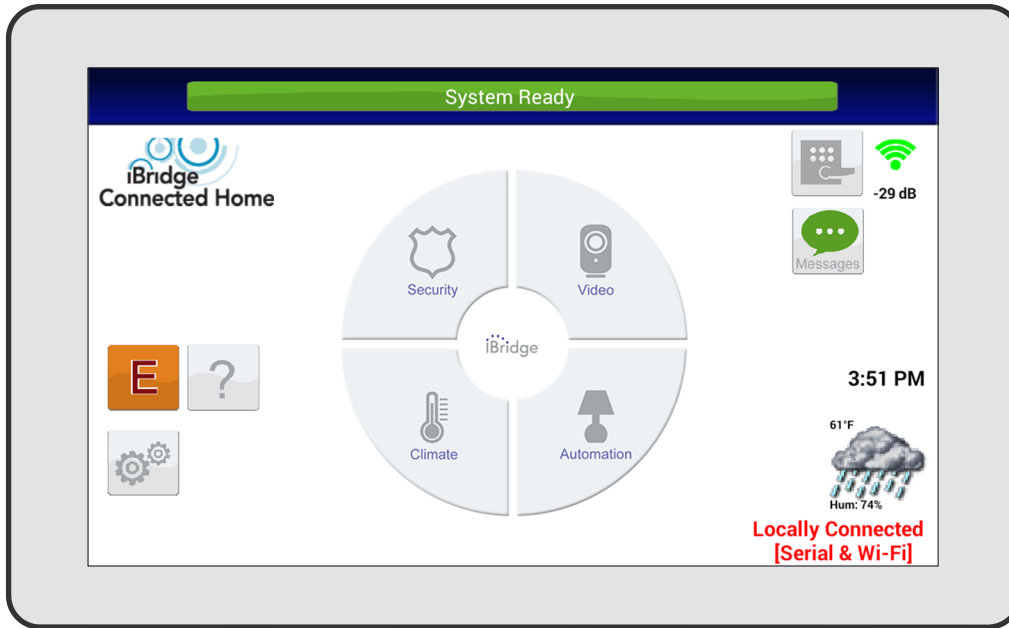 System Ready
iBridge
Connected Home
-29 dB
Messages
Security
Video
iBridge
E
?
3:51 PM
Climate
Automation
61°F
Hum: 74%
Locally Connected
[Serial & Wi-Fi]